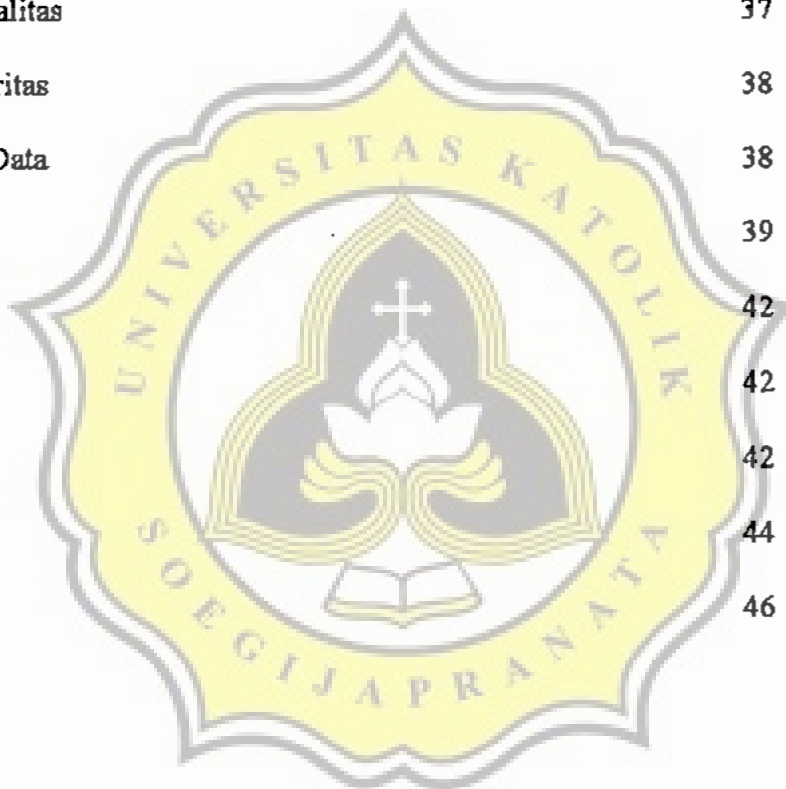 alitas 37
ritas 38
Data 38
39
42
42
42
44
46
UNIVERSITAS KATOLIK
SOEGIJAPRANATA